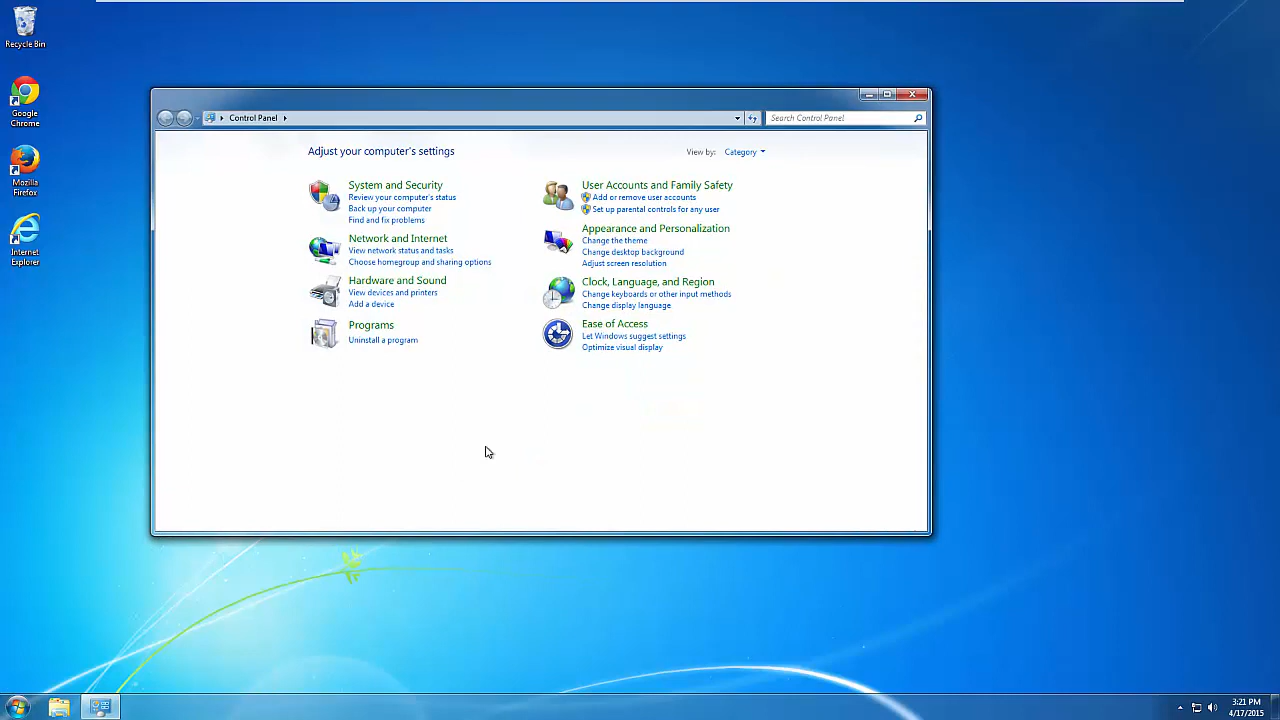 Recycle Bin
Google
Chrome
Mozilla
Firefox
Internet
Explorer
Control Panel
Search Control Panel
Adjust your computer's settings
View by: Category
System and Security
Review your computer's status
Back up your computer
Find and fix problems
Network and Internet
View network status and tasks
Choose homegroup and sharing options
Hardware and Sound
View devices and printers
Add a device
Programs
Uninstall a program
User Accounts and Family Safety
Add or remove user accounts
Set up parental controls for any user
Appearance and Personalization
Change the theme
Change desktop background
Adjust screen resolution
Clock, Language, and Region
Change keyboards or other input methods
Change display language
Ease of Access
Let Windows suggest settings
Optimize visual display
3:21 PM
4/17/2015